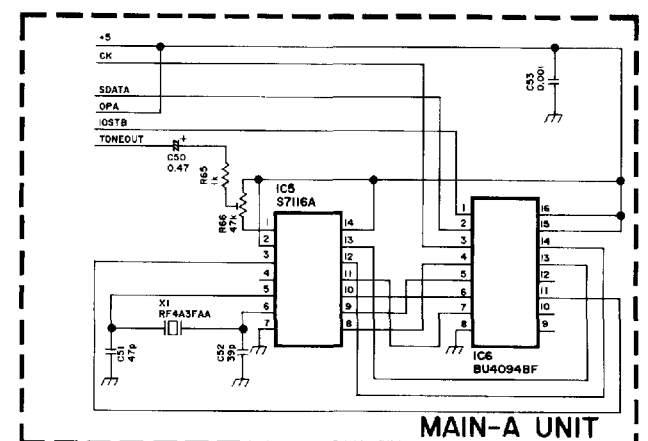 +5
CK
SDATA
OPA
IOSTB
TONEOUT
+
C50
0.47
R65
1k
R66
47k
C53
0.001
IC5
S7116A
1
2
3
4
5
6
7
14
13
12
11
10
9
8
1
2
3
4
5
6
7
8
16
15
14
13
12
11
10
9
IC6
BU4094BF
X1
RF4A3FAA
C51
47p
C52
39p
MAIN-A UNIT